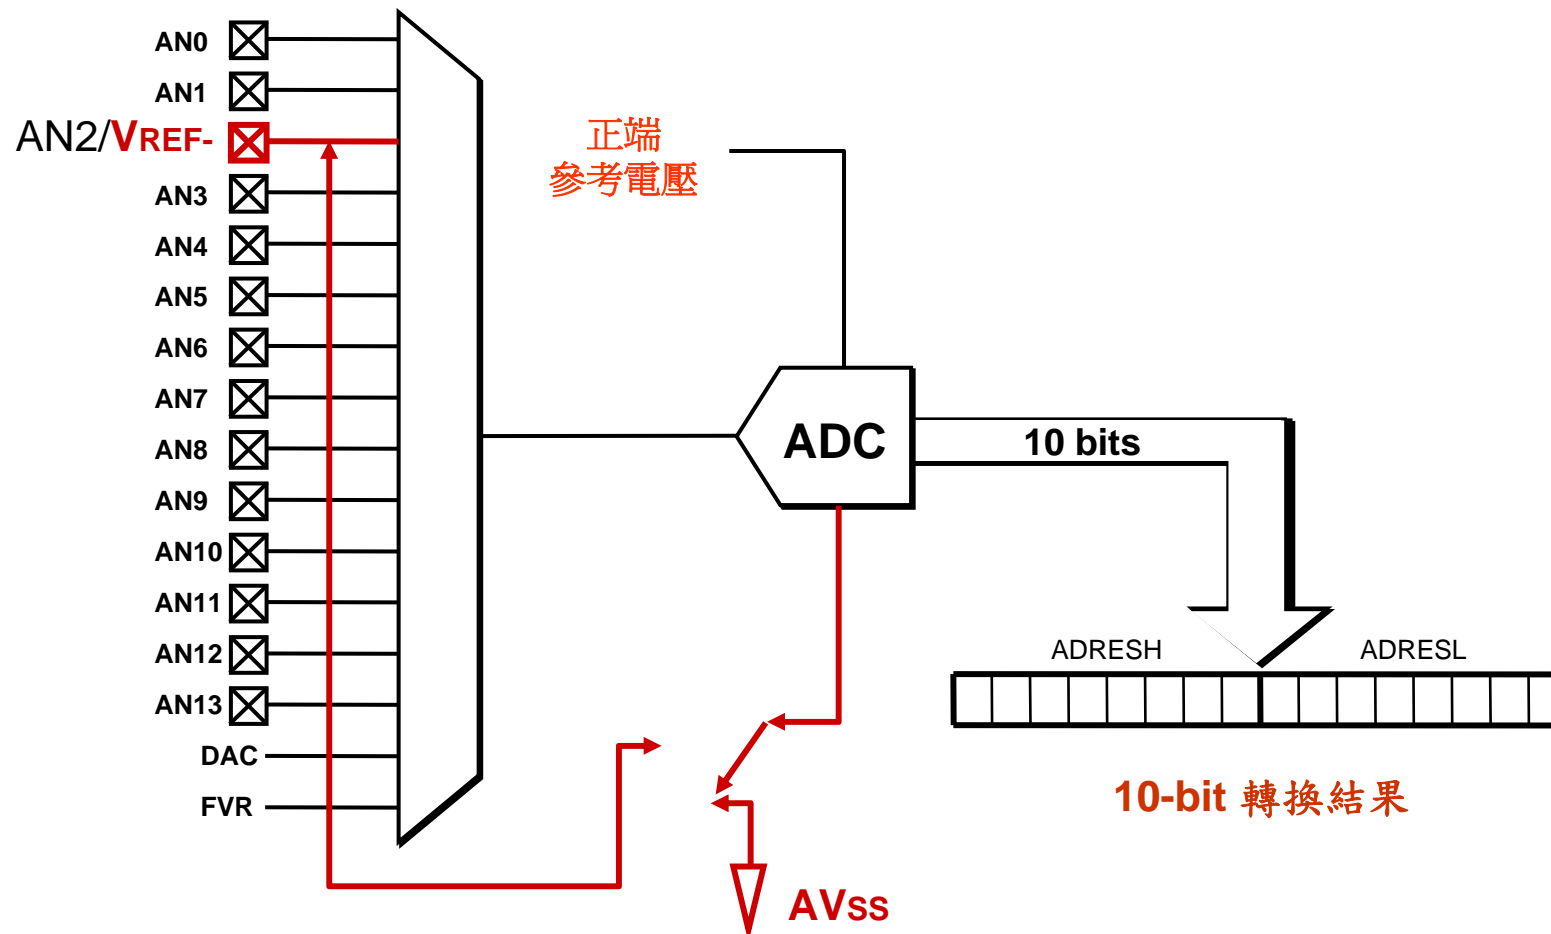 AN0
AN1
AN2/VREF-
AN3
AN4
AN5
AN6
AN7
AN8
AN9
AN10
AN11
AN12
AN13
DAC
FVR
正端
參考電壓
ADC
10 bits
ADRESH
ADRESL
10-bit 轉換結果
AVSS